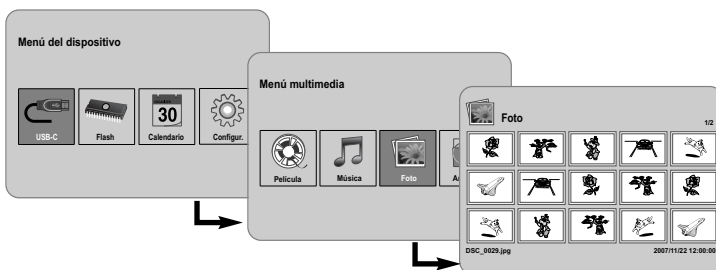 Menú del dispositivo
30
USB-C Flash Calendario Configur.
Menú multimedia
Película Música Foto
Foto 1/2
DSC_0029.jpg 2007/11/22 12:00:00